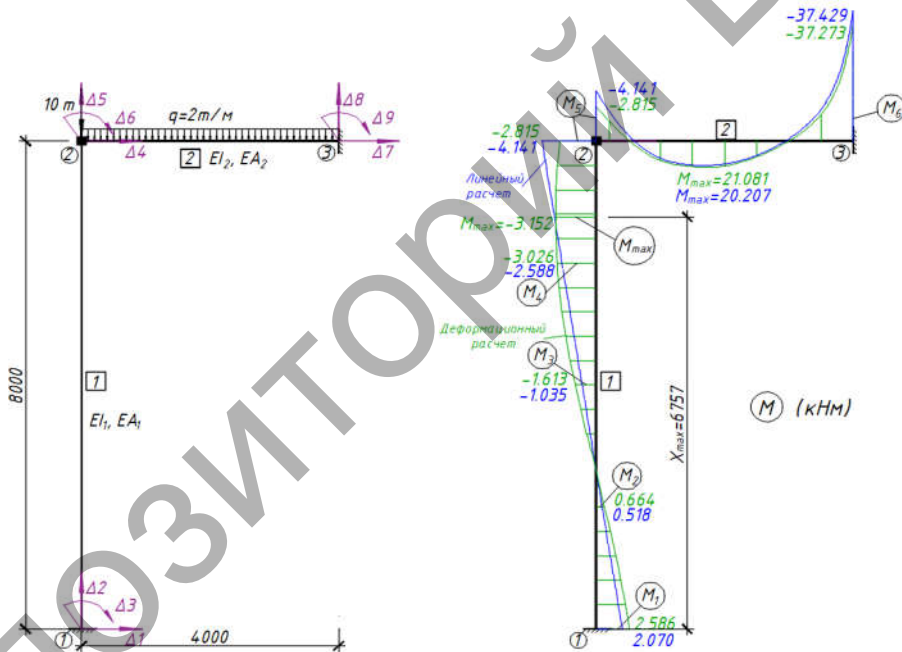 Δ5
Δ8
10 т
Δ6
q=2т/м
Δ9
Δ4
Δ7
2
2
EI₂, EA₂
3
8000
1
EI₁, EA₁
Δ2
Δ3
Δ1
1
4000
-37.429
-37.273
-4.141
-2.815
M₅
M₆
-2.815
-4.141
2
2
3
Линейный
расчет
Mmax=21.081
Mmax=20.207
Mmax=-3.152
Mmax
-3.026
-2.588
M₄
Деформационный
расчет
M₃
-1.613
-1.035
1
Xmax=6757
M (кНм)
M₂
0.664
0.518
M₁
2.586
2.070
1
ПОЗИТОРИЙ